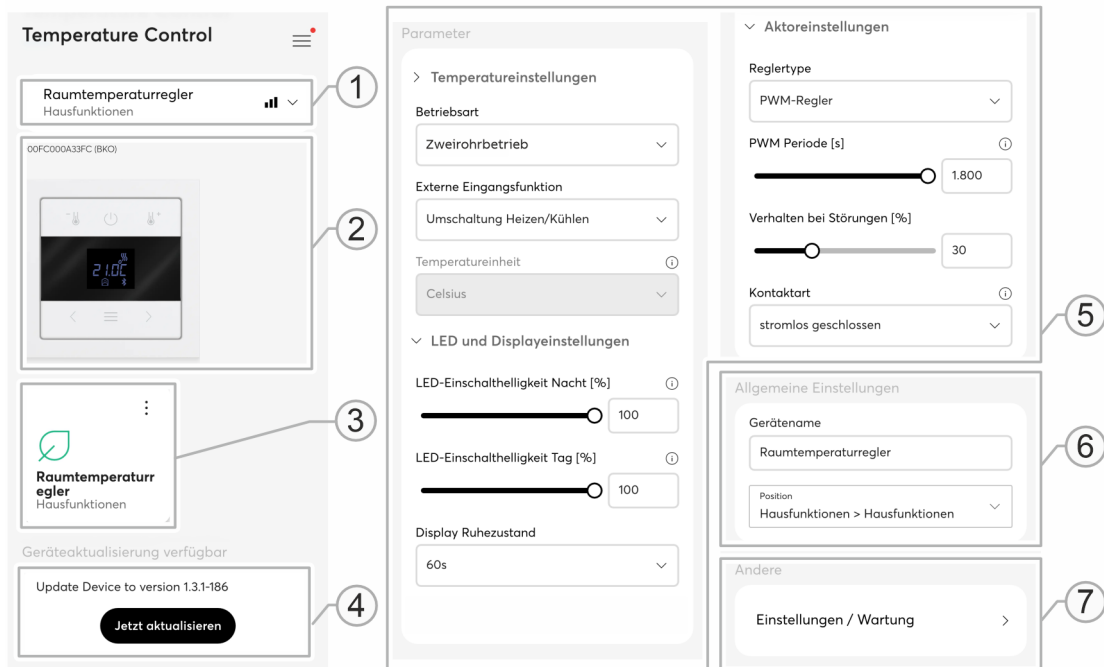 Temperature Control
Raumtemperaturregler
Hausfunktionen
1
00FC000A33FC (BKO)
21.0C
2
Raumtemperaturr
egler
Hausfunktionen
3
Geräteaktualisierung verfügbar
Update Device to version 1.3.1-186
Jetzt aktualisieren
4
Parameter
Temperatureinstellungen
Betriebsart
Zweirohrbetrieb
Externe Eingangsfunktion
Umschaltung Heizen/Kühlen
Temperatureinheit
Celsius
LED und Displayeinstellungen
LED-Einschalthelligkeit Nacht [%]
100
LED-Einschalthelligkeit Tag [%]
100
Display Ruhezustand
60s
Aktoreinstellungen
Reglertype
PWM-Regler
PWM Periode [s]
1.800
Verhalten bei Störungen [%]
30
Kontaktart
stromlos geschlossen
5
Allgemeine Einstellungen
Gerätename
Raumtemperaturregler
Position
Hausfunktionen > Hausfunktionen
6
Andere
Einstellungen / Wartung
7